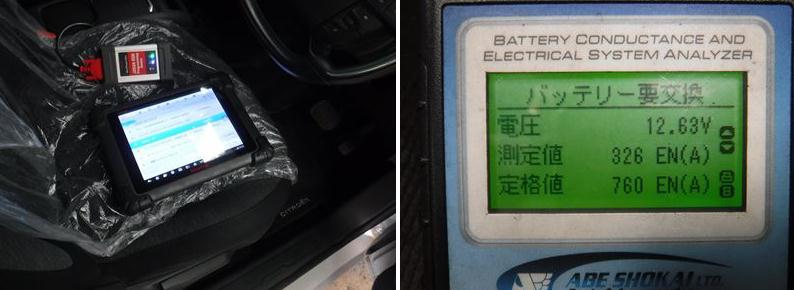 CITROËN
BATTERY CONDUCTANCE AND
ELECTRICAL SYSTEM ANALYZER
バッテリー要交換
電圧 12.63V
測定値 326 EN(A)
定格値 760 EN(A)
ABE SHOKAI LTD.